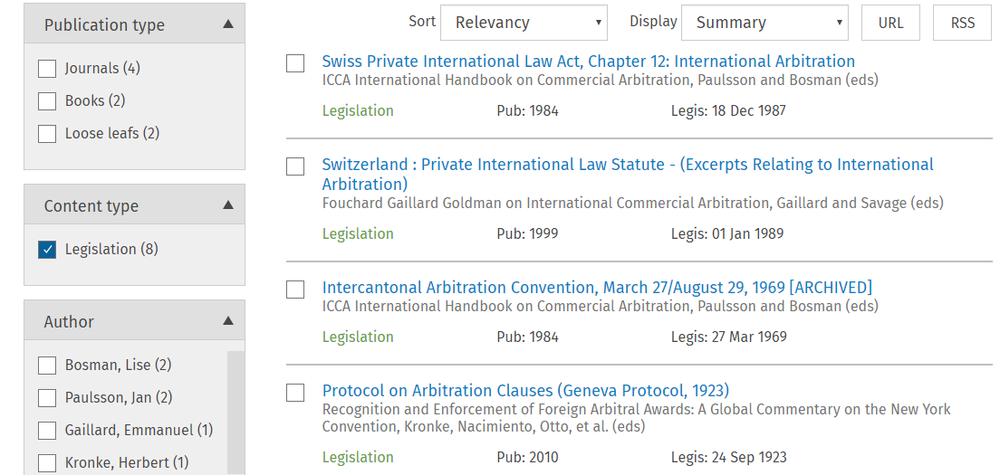 Publication type
Journals (4)
Books (2)
Loose leafs (2)
Content type
Legislation (8)
Author
Bosman, Lise (2)
Paulsson, Jan (2)
Gaillard, Emmanuel (1)
Kronke, Herbert (1)
Sort Relevancy Display Summary URL RSS
Swiss Private International Law Act, Chapter 12: International Arbitration
ICCA International Handbook on Commercial Arbitration, Paulsson and Bosman (eds)
Legislation Pub: 1984 Legis: 18 Dec 1987
Switzerland : Private International Law Statute - (Excerpts Relating to International
Arbitration)
Fouchard Gaillard Goldman on International Commercial Arbitration, Gaillard and Savage (eds)
Legislation Pub: 1999 Legis: 01 Jan 1989
Intercantonal Arbitration Convention, March 27/August 29, 1969 [ARCHIVED]
ICCA International Handbook on Commercial Arbitration, Paulsson and Bosman (eds)
Legislation Pub: 1984 Legis: 27 Mar 1969
Protocol on Arbitration Clauses (Geneva Protocol, 1923)
Recognition and Enforcement of Foreign Arbitral Awards: A Global Commentary on the New York
Convention, Kronke, Nacimiento, Otto, et al. (eds)
Legislation Pub: 2010 Legis: 24 Sep 1923